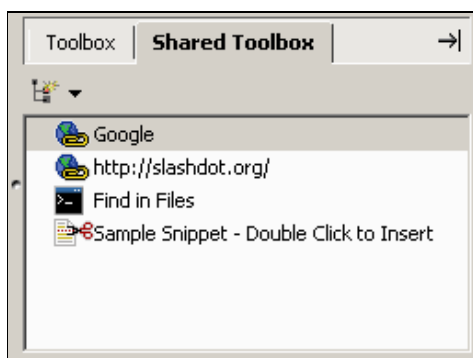 Toolbox Shared Toolbox
Google
http://slashdot.org/
Find in Files
Sample Snippet - Double Click to Insert